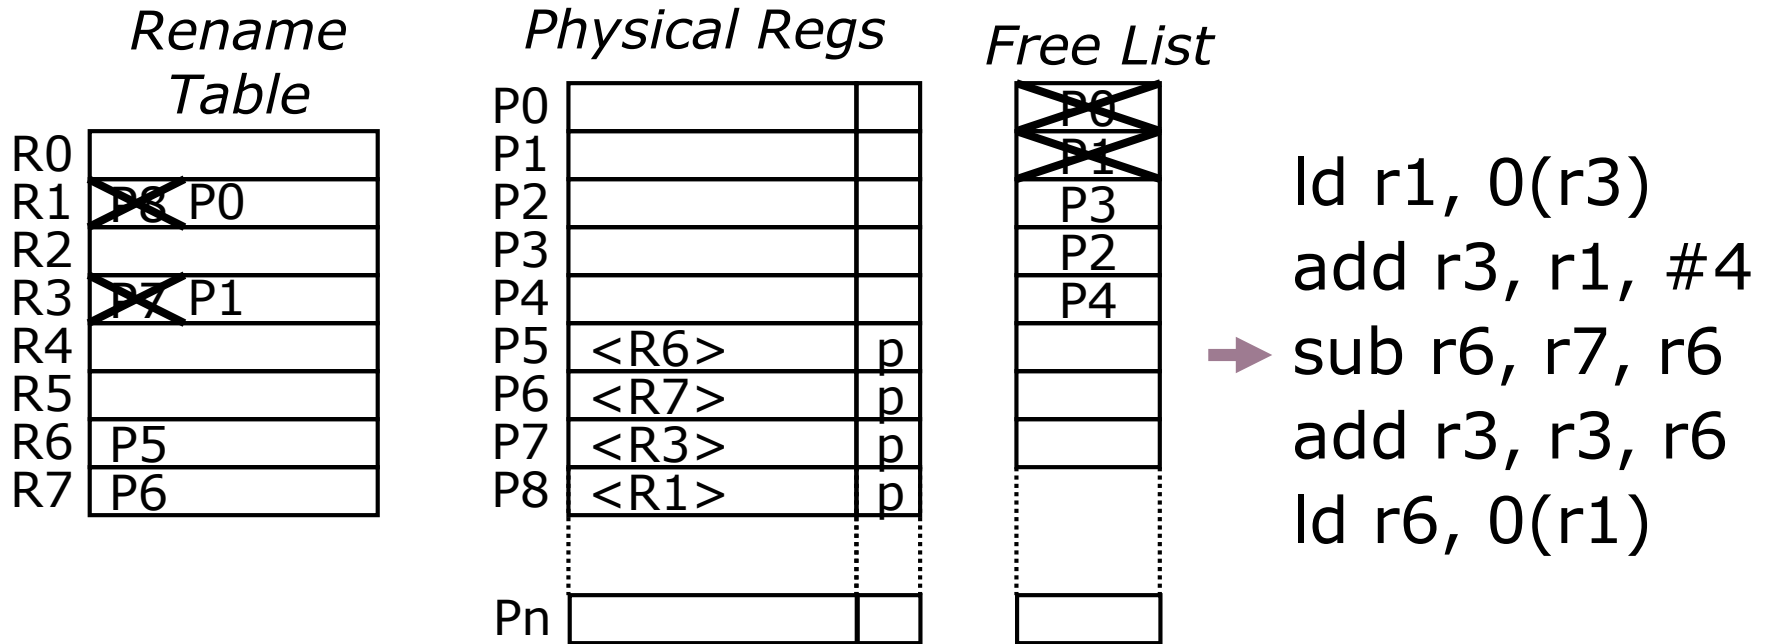 Rename
Table
R0
R1 P8 P0
R2
R3 P7 P1
R4
R5
R6 P5
R7 P6
Physical Regs
P0
P1
P2
P3
P4
P5 <R6> p
P6 <R7> p
P7 <R3> p
P8 <R1> p
Pn
Free List
P0
P1
P3
P2
P4
ld r1, 0(r3)
add r3, r1, #4
sub r6, r7, r6
add r3, r3, r6
ld r6, 0(r1)